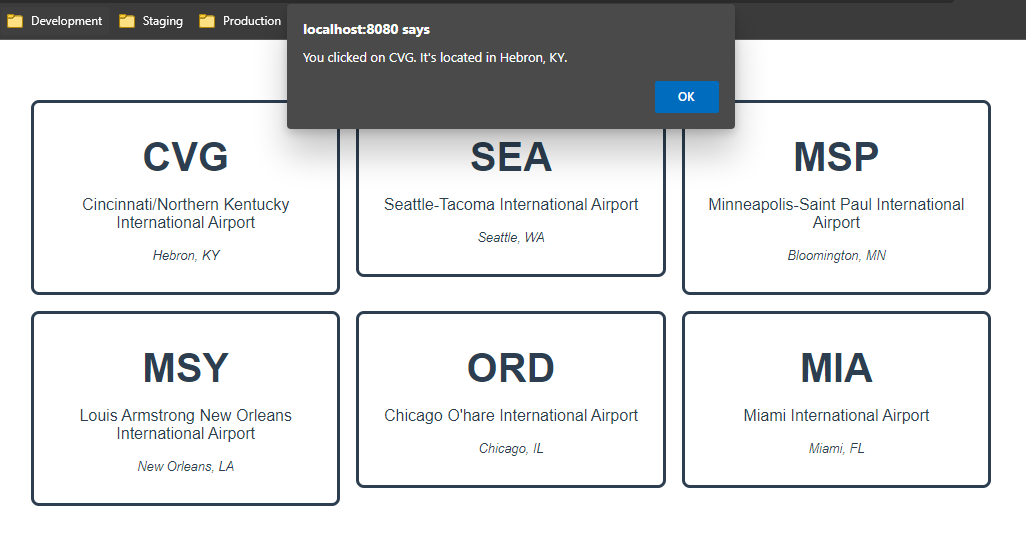 Development Staging Production
localhost:8080 says
You clicked on CVG. It's located in Hebron, KY.
OK
CVG
Cincinnati/Northern Kentucky
International Airport
Hebron, KY
SEA
Seattle-Tacoma International Airport
Seattle, WA
MSP
Minneapolis-Saint Paul International
Airport
Bloomington, MN
MSY
Louis Armstrong New Orleans
International Airport
New Orleans, LA
ORD
Chicago O'hare International Airport
Chicago, IL
MIA
Miami International Airport
Miami, FL